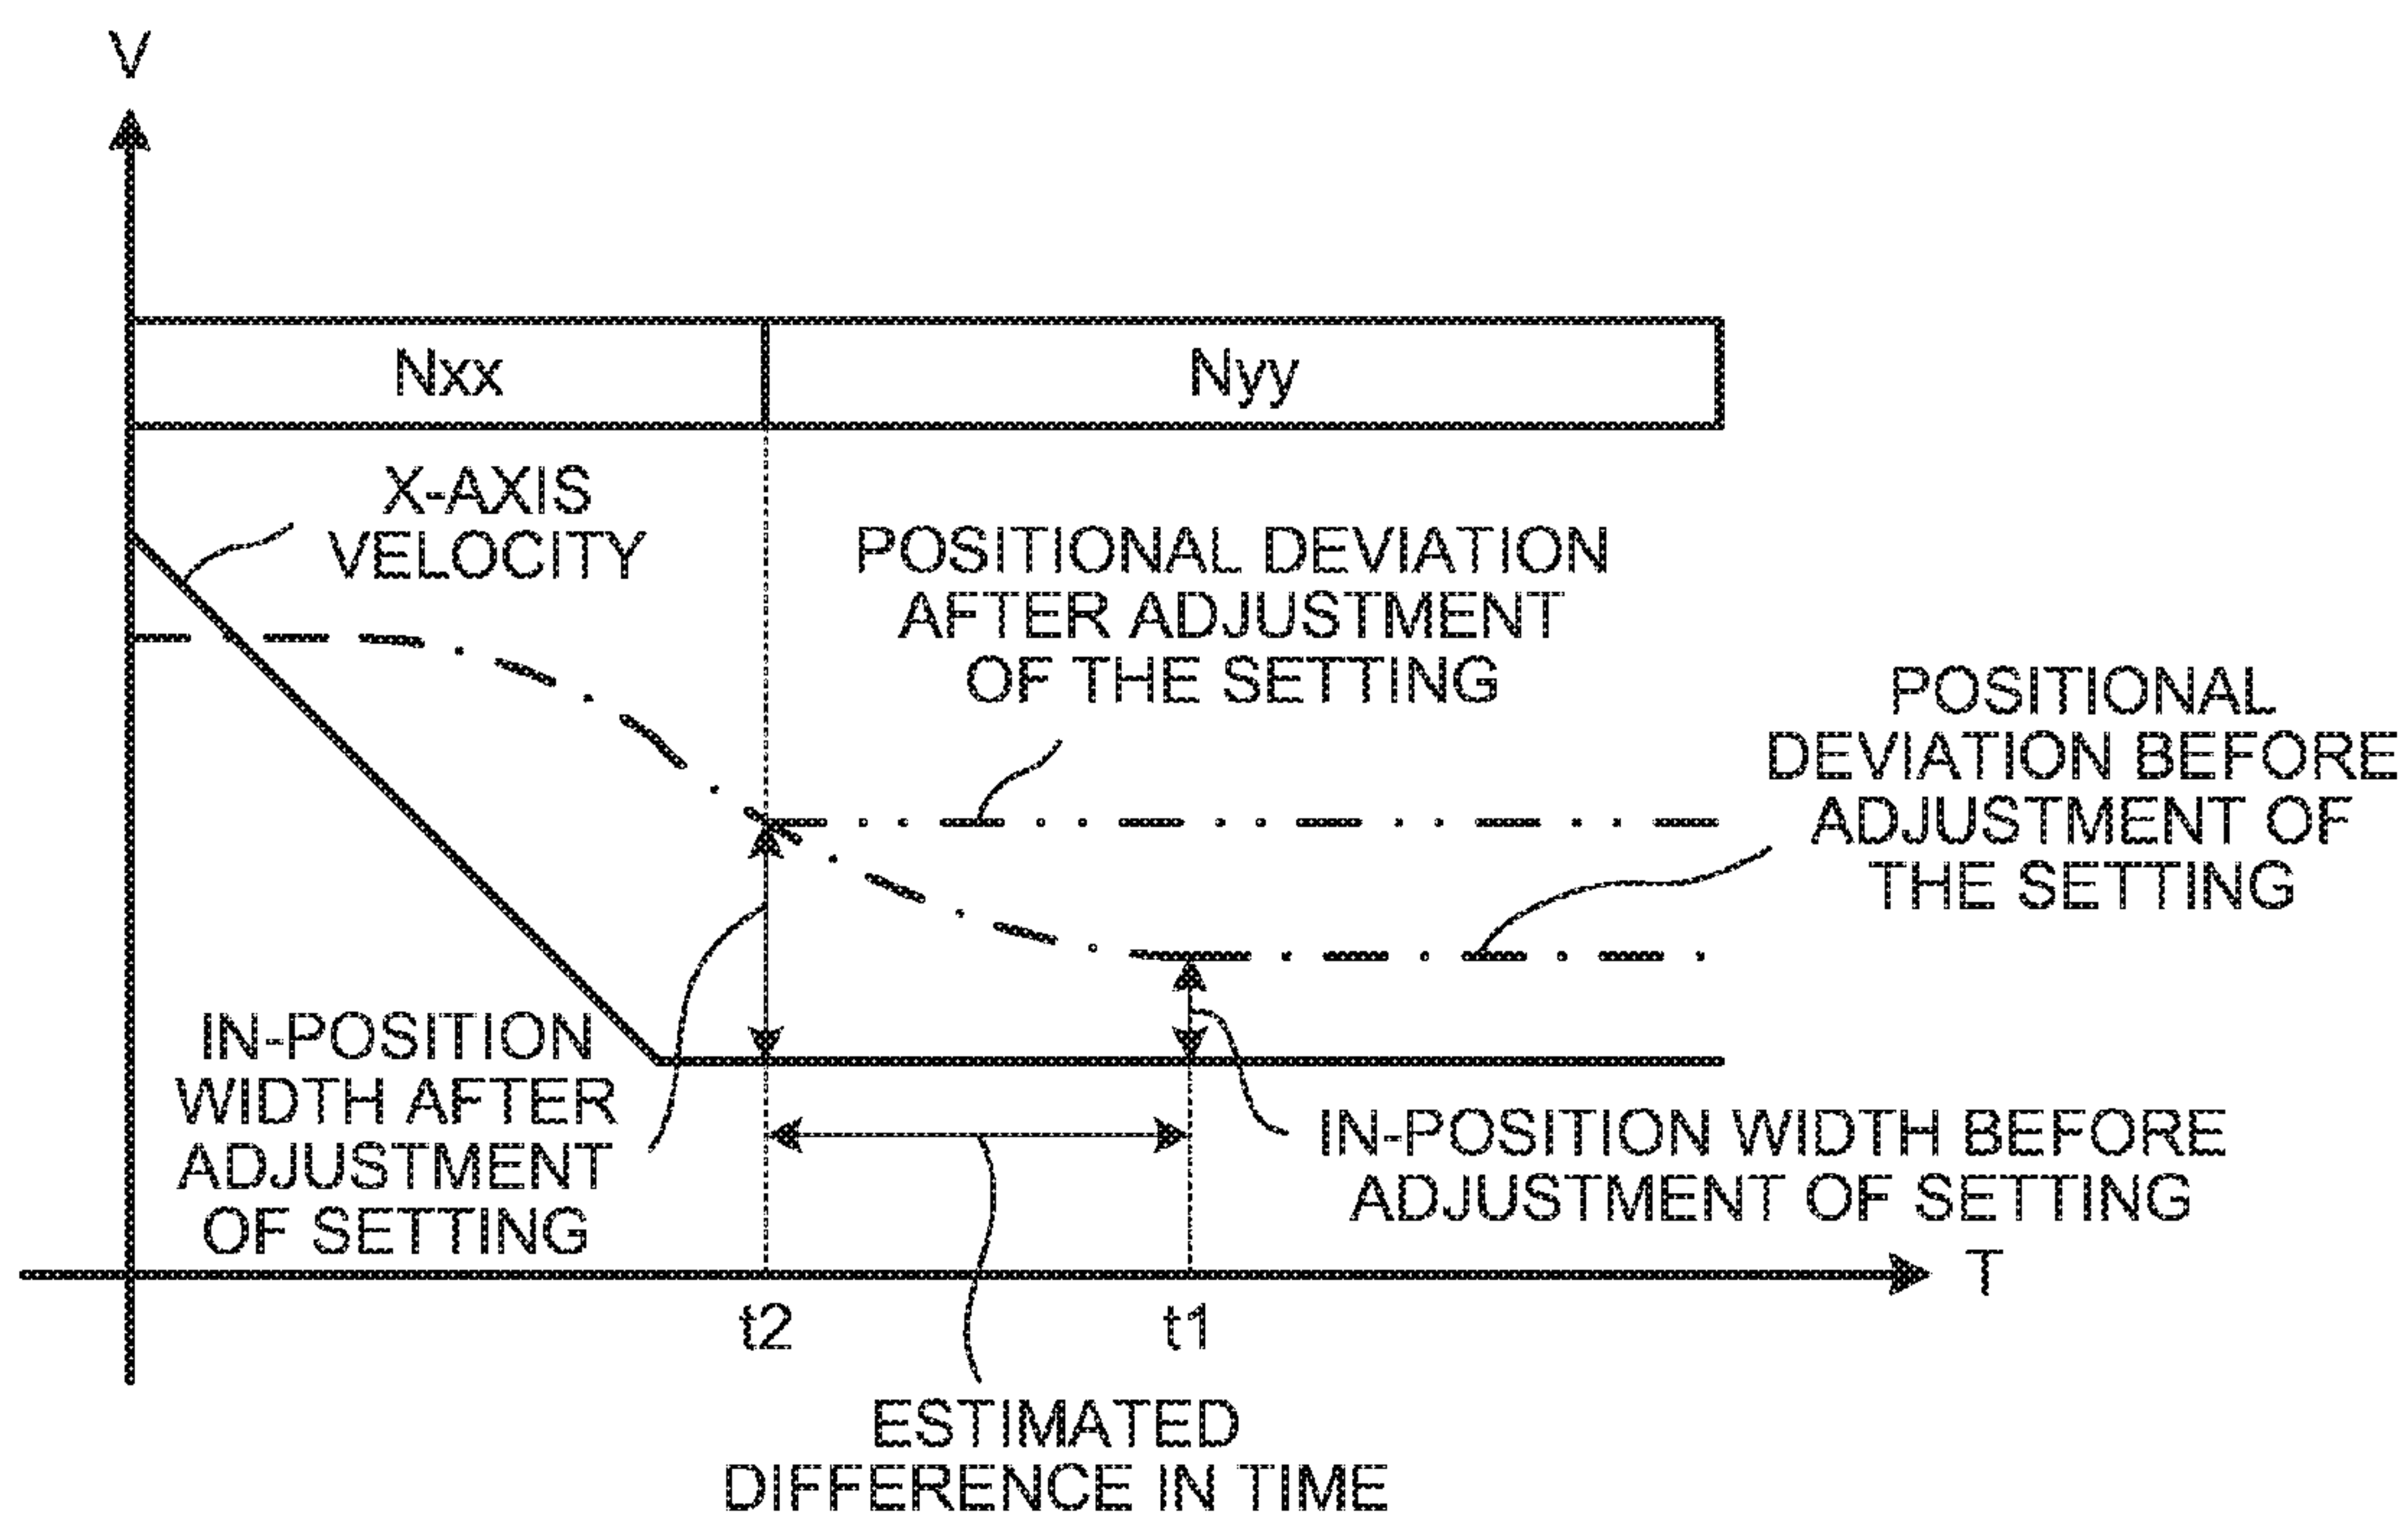 V
Nxx
Nyy
X-AXIS
VELOCITY
POSITIONAL DEVIATION
AFTER ADJUSTMENT
OF THE SETTING
POSITIONAL
DEVIATION BEFORE
ADJUSTMENT OF
THE SETTING
IN-POSITION
WIDTH AFTER
ADJUSTMENT
OF SETTING
IN-POSITION WIDTH BEFORE
ADJUSTMENT OF SETTING
T
t2
t1
ESTIMATED
DIFFERENCE IN TIME